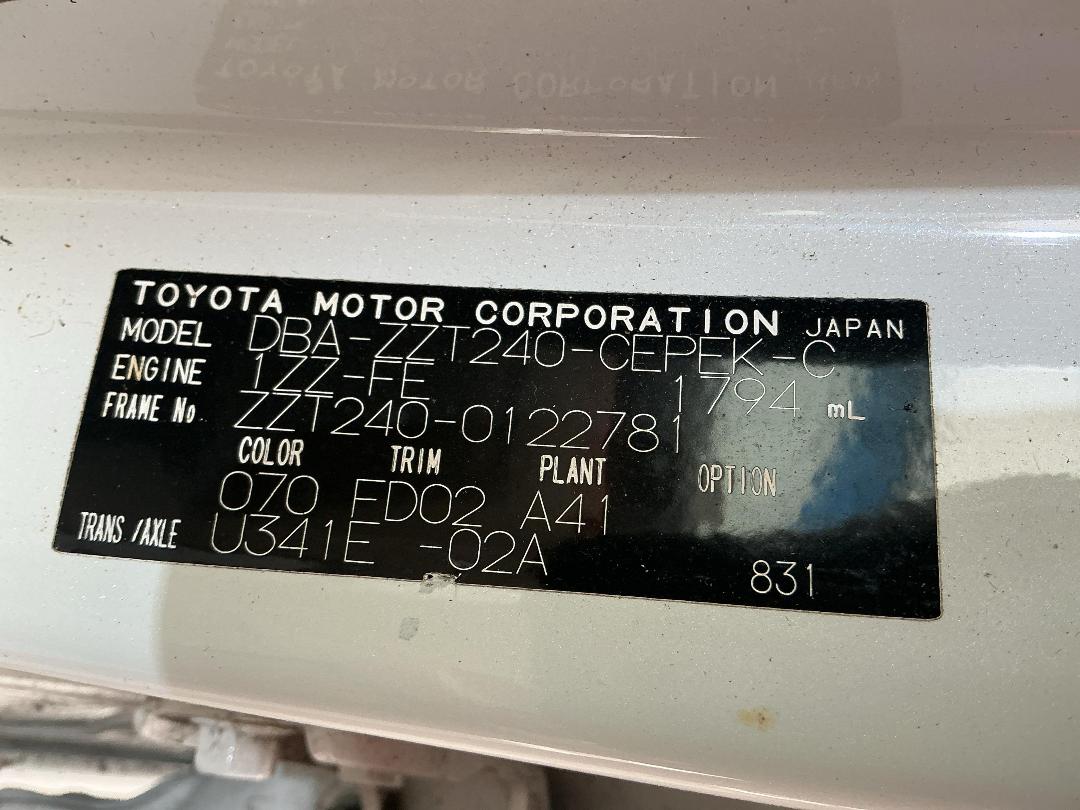 TOYOTA MOTOR CORPORATION JAPAN
MODEL DBA-ZZT240-CEPEK-C
ENGINE 1ZZ-FE 1794 mL
FRAME No. ZZT240-0122781
COLOR TRIM PLANT OPTION
070 FD02 A41
TRANS./AXLE U341E -02A
831